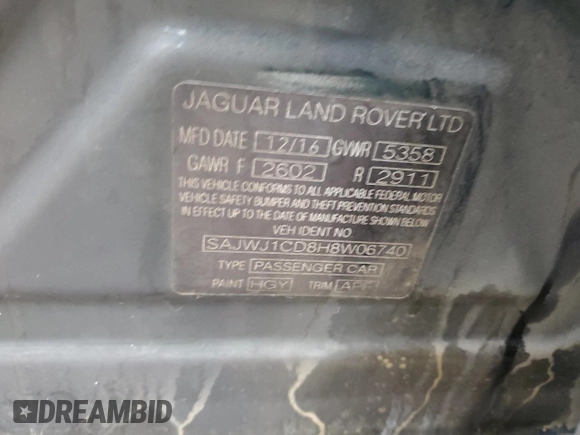 JAGUAR LAND ROVER LTD
MFD DATE 12/16 GVWR 5358
GAWR F 2602 R 2911
THIS VEHICLE CONFORMS TO ALL APPLICABLE FEDERAL MOTOR
VEHICLE SAFETY BUMPER AND THEFT PREVENTION STANDARDS
IN EFFECT UP TO THE DATE OF MANUFACTURE SHOWN BELOW
VEH IDENT NO
SAJWJ1CD8H8W06740
TYPE PASSENGER CAR
PAINT HGY TRIM
DREAMBID